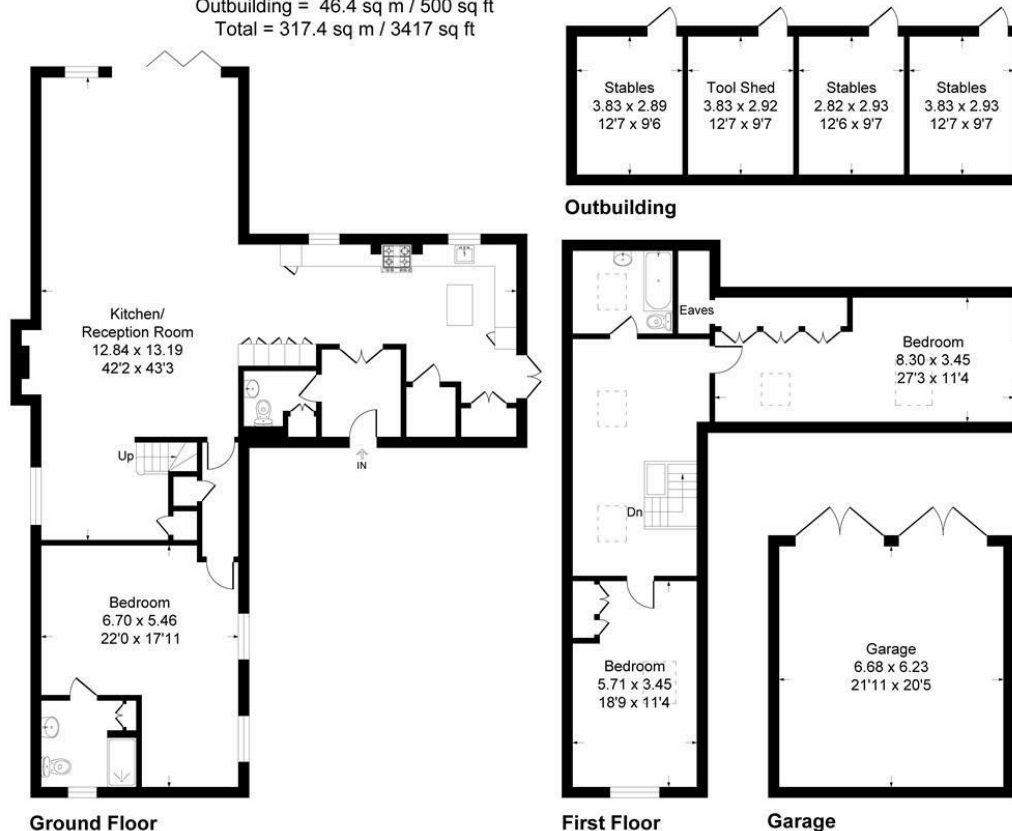 Outbuilding = 46.4 sq m / 500 sq ft
Total = 317.4 sq m / 3417 sq ft
Stables
3.83 x 2.89
12'7 x 9'6
Tool Shed
3.83 x 2.92
12'7 x 9'7
Stables
2.82 x 2.93
12'6 x 9'7
Stables
3.83 x 2.93
12'7 x 9'7
Outbuilding
Kitchen/
Reception Room
12.84 x 13.19
42'2 x 43'3
Up
IN
Bedroom
6.70 x 5.46
22'0 x 17'11
Ground Floor
Eaves
Bedroom
8.30 x 3.45
27'3 x 11'4
Dn
Bedroom
5.71 x 3.45
18'9 x 11'4
First Floor
Garage
6.68 x 6.23
21'11 x 20'5
Garage